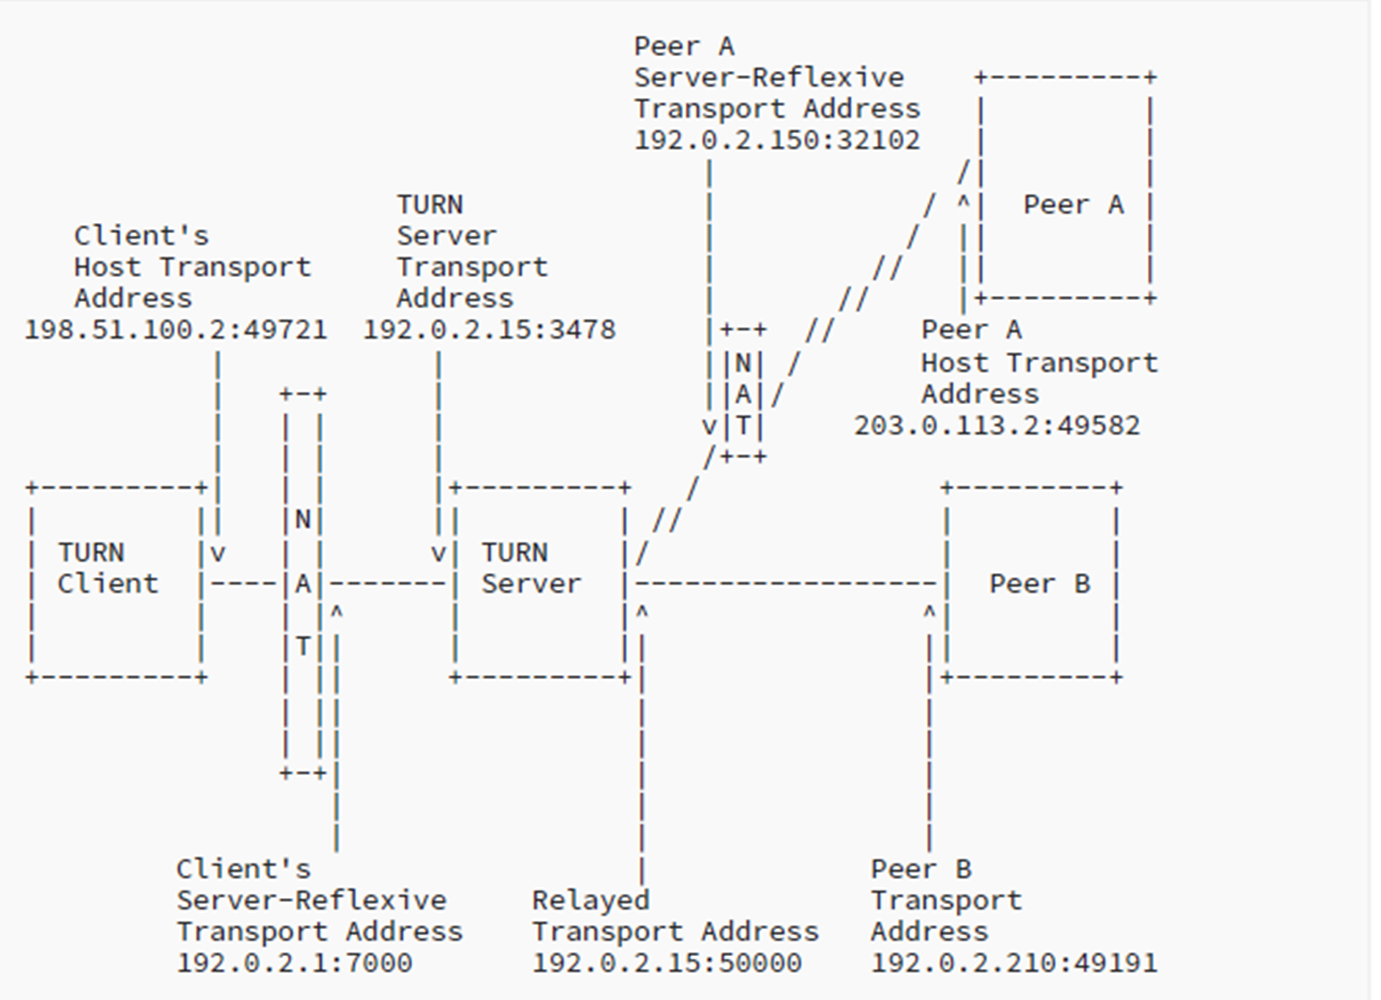 Peer A
Server-Reflexive
Transport Address
192.0.2.150:32102
Peer A
TURN
Server
Transport
Address
192.0.2.15:3478
Client's
Host Transport
Address
198.51.100.2:49721
N
A
T
Peer A
Host Transport
Address
203.0.113.2:49582
TURN
Client
N
A
T
TURN
Server
Peer B
Client's
Server-Reflexive
Transport Address
192.0.2.1:7000
Relayed
Transport Address
192.0.2.15:50000
Peer B
Transport
Address
192.0.2.210:49191